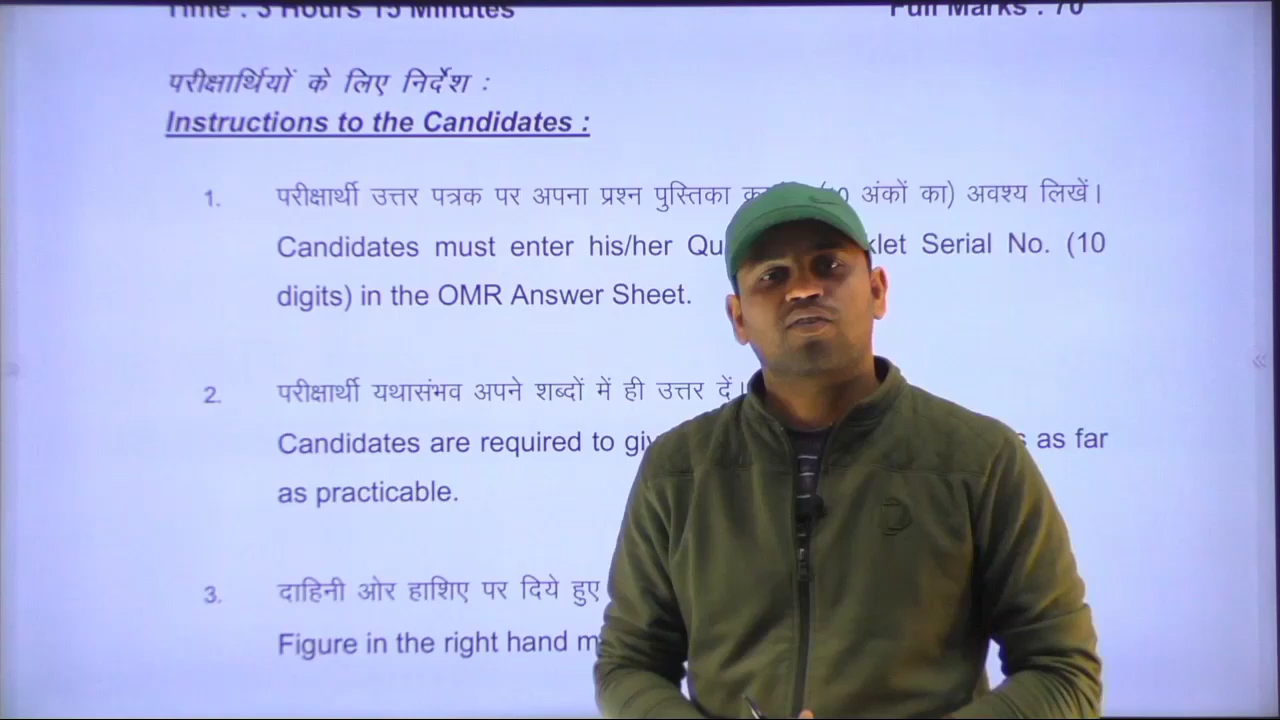 Time : 3 Hours 15 Minutes Full Marks : 70
परीक्षार्थियों के लिए निर्देश :
Instructions to the Candidates :
1. परीक्षार्थी उत्तर पत्रक पर अपना प्रश्न पुस्तिका अंकों का) अवश्य लिखें।
Candidates must enter his/her Serial No. (10
digits) in the OMR Answer Sheet.
2. परीक्षार्थी यथासंभव अपने शब्दों में ही उत्तर दें।
Candidates are required to as far
as practicable.
3. दाहिनी ओर हाशिए पर दिये हुए
Figure in the right hand